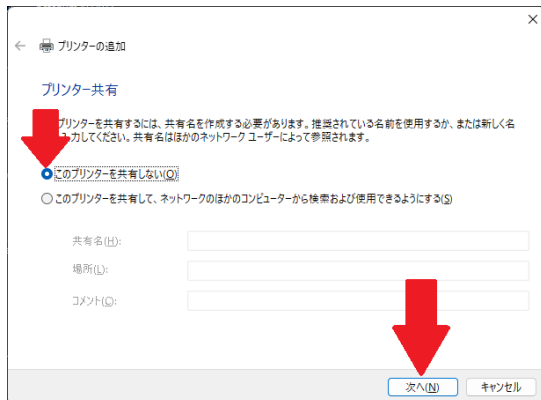 プリンターの追加
プリンター共有
プリンターを共有するには、共有名を作成する必要があります。推奨されている名前を使用するか、または新しく名
入力してください。共有名はほかのネットワーク ユーザーによって参照されます。
このプリンターを共有しない(O)
このプリンターを共有して、ネットワークのほかのコンピューターから検索および使用できるようにする(S)
共有名(H):
場所(L):
コメント(C):
次へ(N) キャンセル